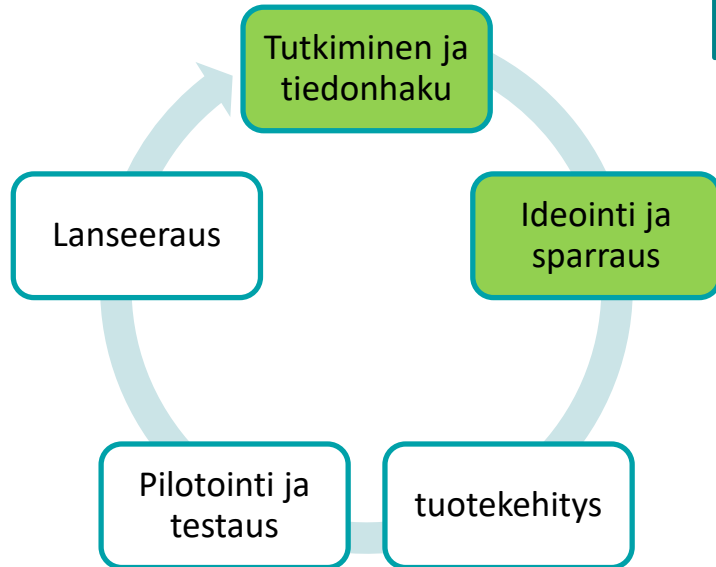 Tutkiminen ja
tiedonhaku
Ideointi ja
sparraus
tuotekehitys
Pilotointi ja
testaus
Lanseeraus